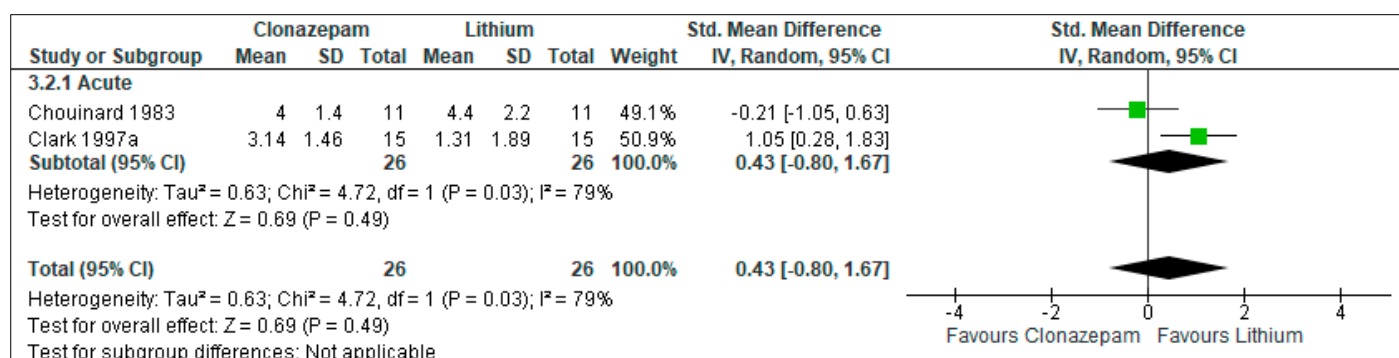 Clonazepam Lithium Std. Mean Difference Std. Mean Difference
Study or Subgroup Mean SD Total Mean SD Total Weight IV, Random, 95% CI IV, Random, 95% CI
3.2.1 Acute
Chouinard 1983 4 1.4 11 4.4 2.2 11 49.1% -0.21 [-1.05, 0.63]
Clark 1997a 3.14 1.46 15 1.31 1.89 15 50.9% 1.05 [0.28, 1.83]
Subtotal (95% CI) 26 26 100.0% 0.43 [-0.80, 1.67]
Heterogeneity: Tau² = 0.63; Chi² = 4.72, df = 1 (P = 0.03); I² = 79%
Test for overall effect: Z = 0.69 (P = 0.49)
Total (95% CI) 26 26 100.0% 0.43 [-0.80, 1.67]
Heterogeneity: Tau² = 0.63; Chi² = 4.72, df = 1 (P = 0.03); I² = 79%
Test for overall effect: Z = 0.69 (P = 0.49)
Test for subgroup differences: Not applicable
-4 -2 0 2 4
Favours Clonazepam Favours Lithium